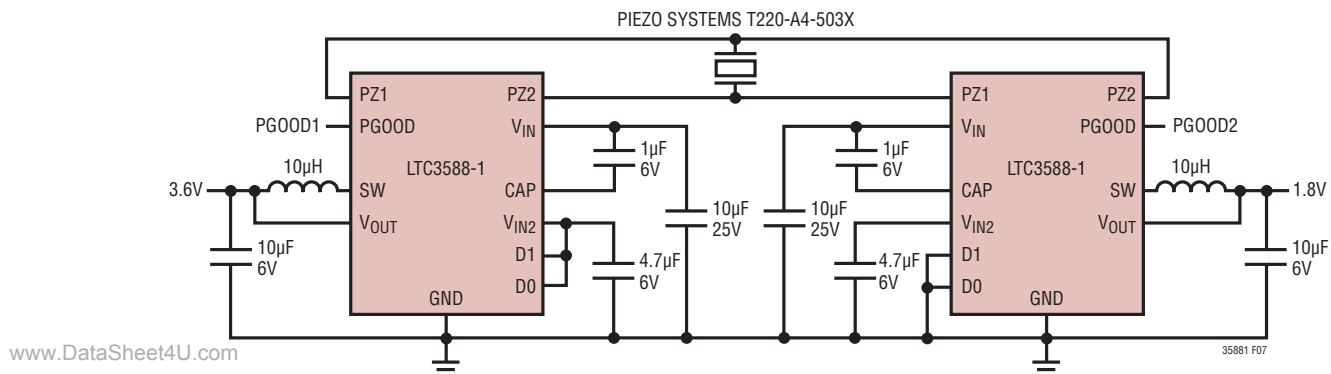 PIEZO SYSTEMS T220-A4-503X
PZ1
PZ2
PGOOD1
PGOOD
VIN
LTC3588-1
1µF
6V
10µH
3.6V
SW
CAP
VOUT
VIN2
10µF
25V
10µF
6V
D1
4.7µF
6V
D0
GND
PZ1
PZ2
VIN
PGOOD
PGOOD2
1µF
6V
LTC3588-1
10µH
CAP
SW
1.8V
10µF
25V
VIN2
VOUT
4.7µF
6V
D1
10µF
6V
D0
GND
35881 F07
www.DataSheet4U.com